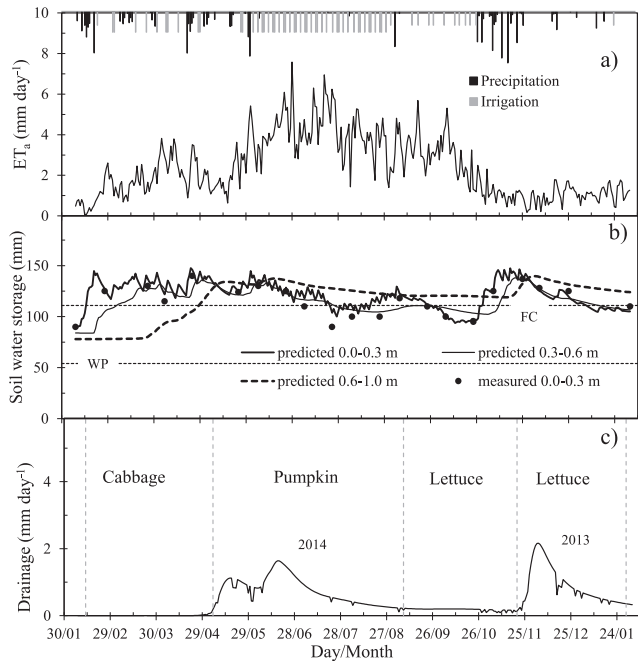 10
8
6
4
2
0
ETa (mm day-1)
a)
Precipitation
Irrigation
150
100
50
0
Soil water storage (mm)
b)
FC
WP
predicted 0.0-0.3 m
predicted 0.3-0.6 m
predicted 0.6-1.0 m
measured 0.0-0.3 m
4
2
0
Drainage (mm day-1)
c)
Cabbage
Pumpkin
Lettuce
Lettuce
2014
2013
30/01 29/02 30/03 29/04 29/05 28/06 28/07 27/08 26/09 26/10 25/11 25/12 24/01
Day/Month